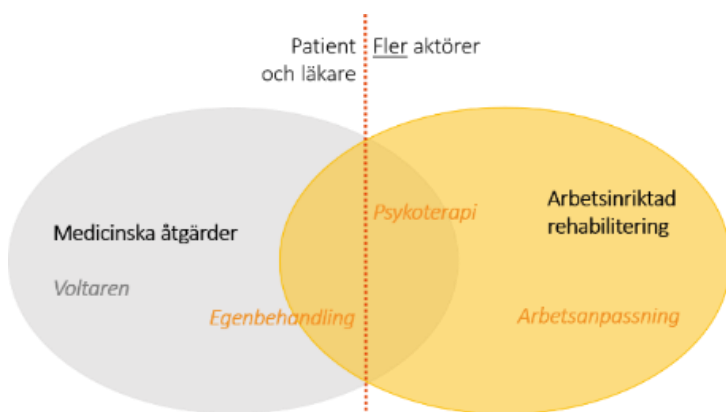 Patient
och läkare
Fler aktörer
Medicinska åtgärder
Voltaren
Egenbehandling
Psykoterapi
Arbetsinriktad
rehabilitering
Arbetsanpassning